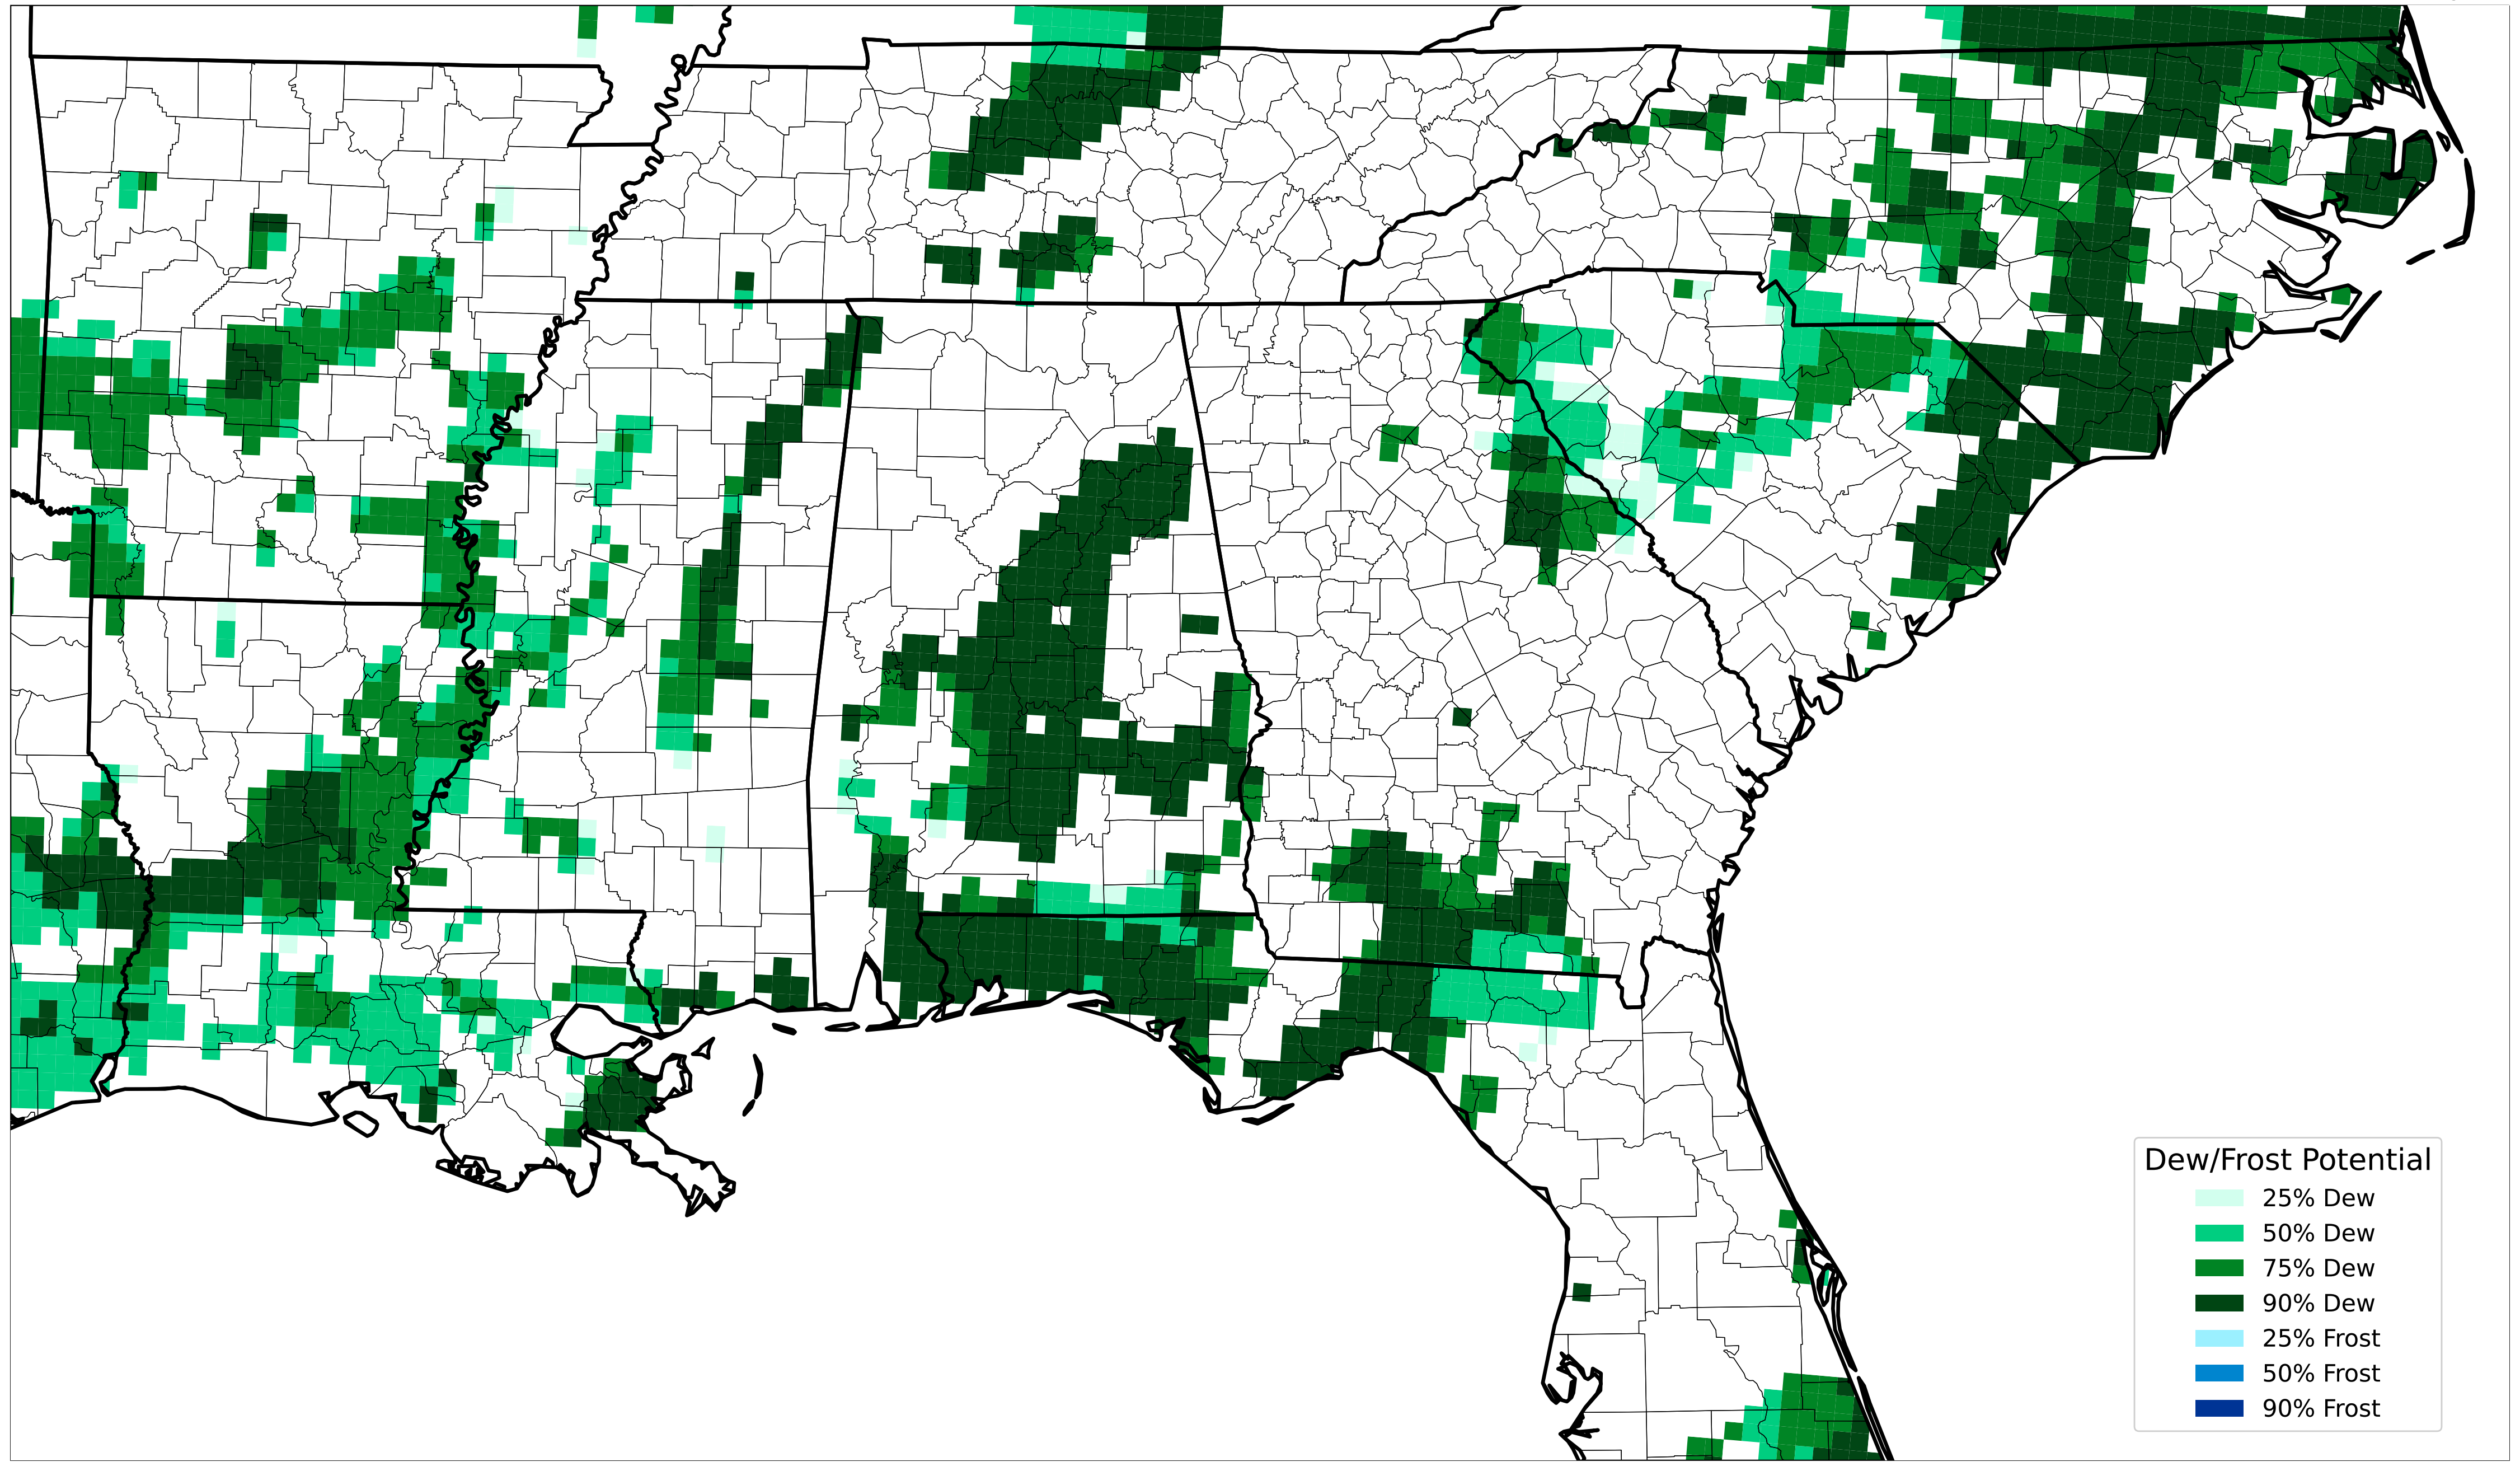 Dew/Frost Potential
25% Dew
50% Dew
75% Dew
90% Dew
25% Frost
50% Frost
90% Frost